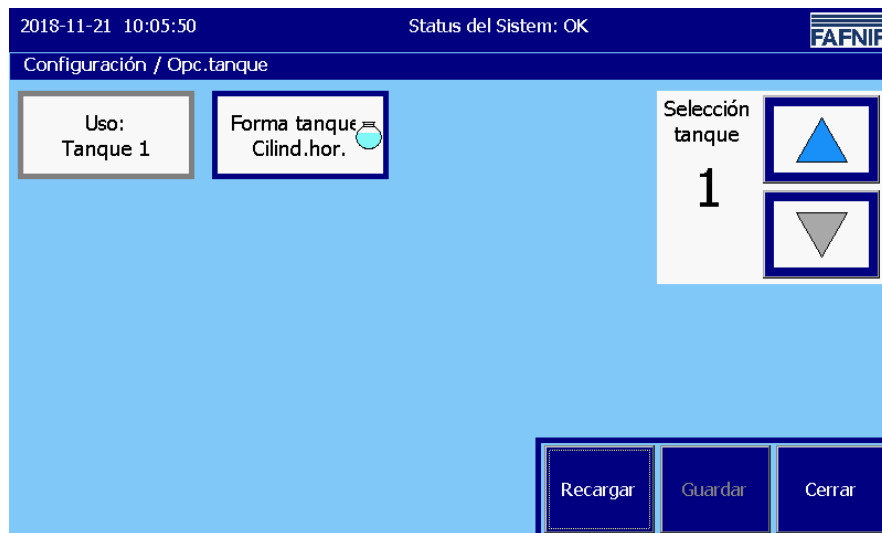 2018-11-21 10:05:50
Status del Sistem: OK
FAFNIR
Configuración / Opc.tanque
Uso:
Tanque 1
Forma tanque
Cilind.hor.
Selección
tanque
1
Recargar
Guardar
Cerrar